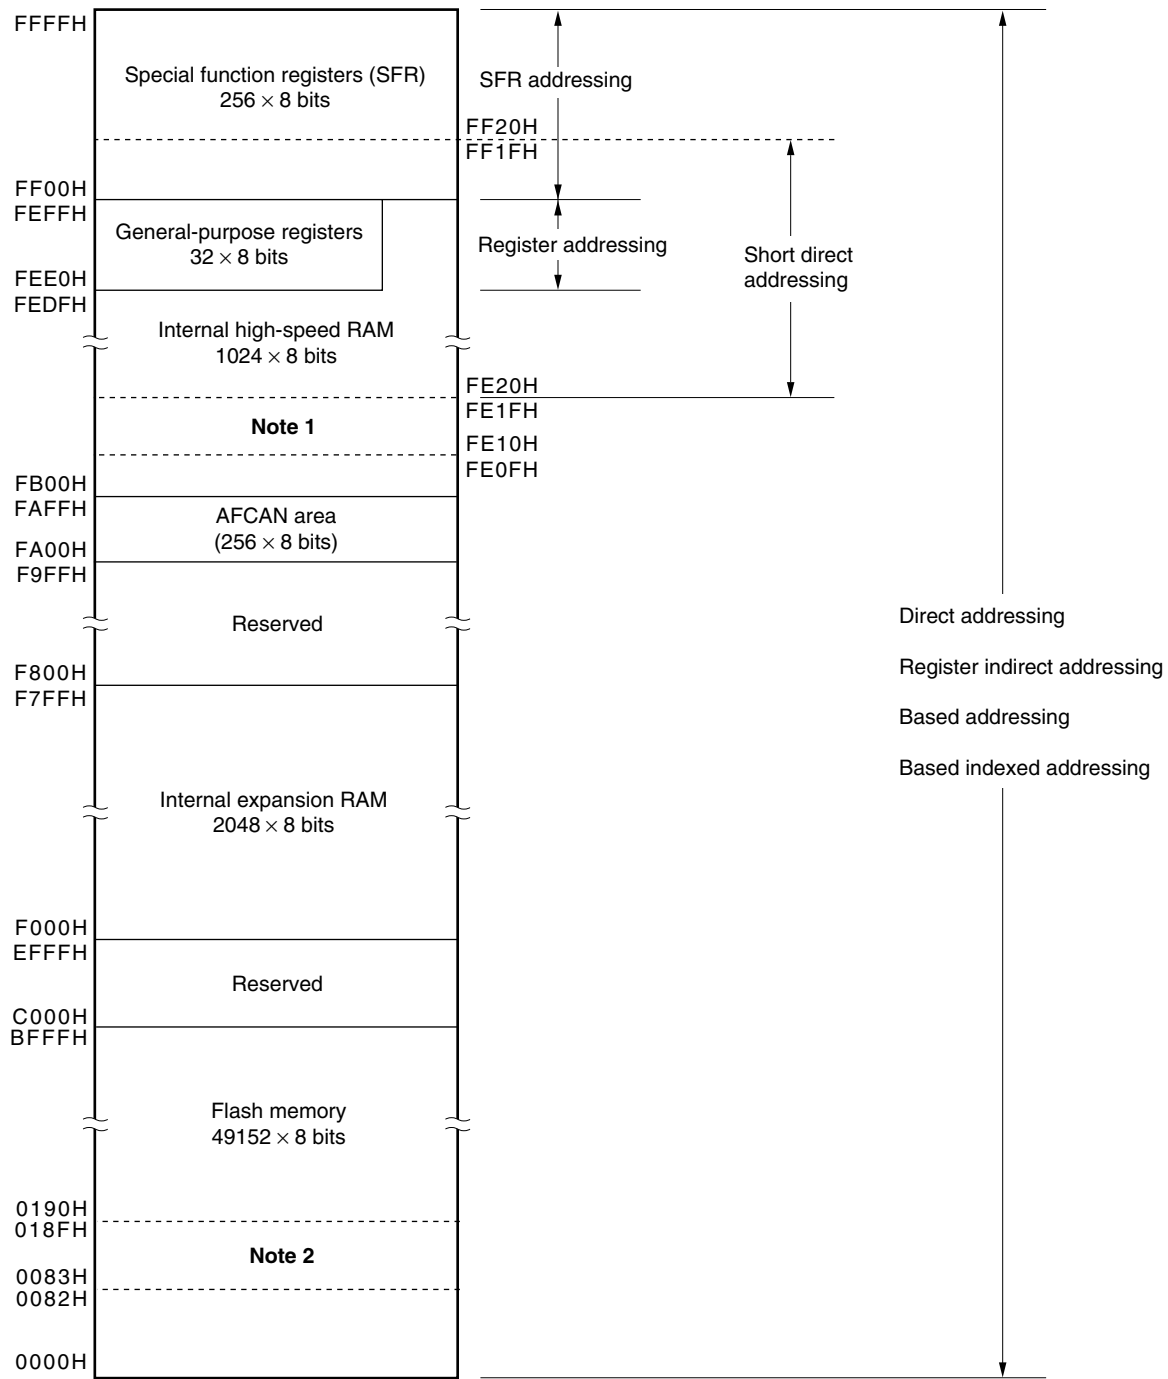 FFFFH
Special function registers (SFR)
256 × 8 bits
SFR addressing
FF20H
FF1FH
FF00H
FEFFH
General-purpose registers
32 × 8 bits
Register addressing
Short direct
addressing
FEE0H
FEDFH
Internal high-speed RAM
1024 × 8 bits
FE20H
FE1FH
Note 1
FE10H
FE0FH
FB00H
FAFFH
AFCAN area
(256 × 8 bits)
FA00H
F9FFH
Reserved
Direct addressing
Register indirect addressing
Based addressing
Based indexed addressing
F800H
F7FFH
Internal expansion RAM
2048 × 8 bits
F000H
EFFFH
Reserved
C000H
BFFFH
Flash memory
49152 × 8 bits
0190H
018FH
Note 2
0083H
0082H
0000H